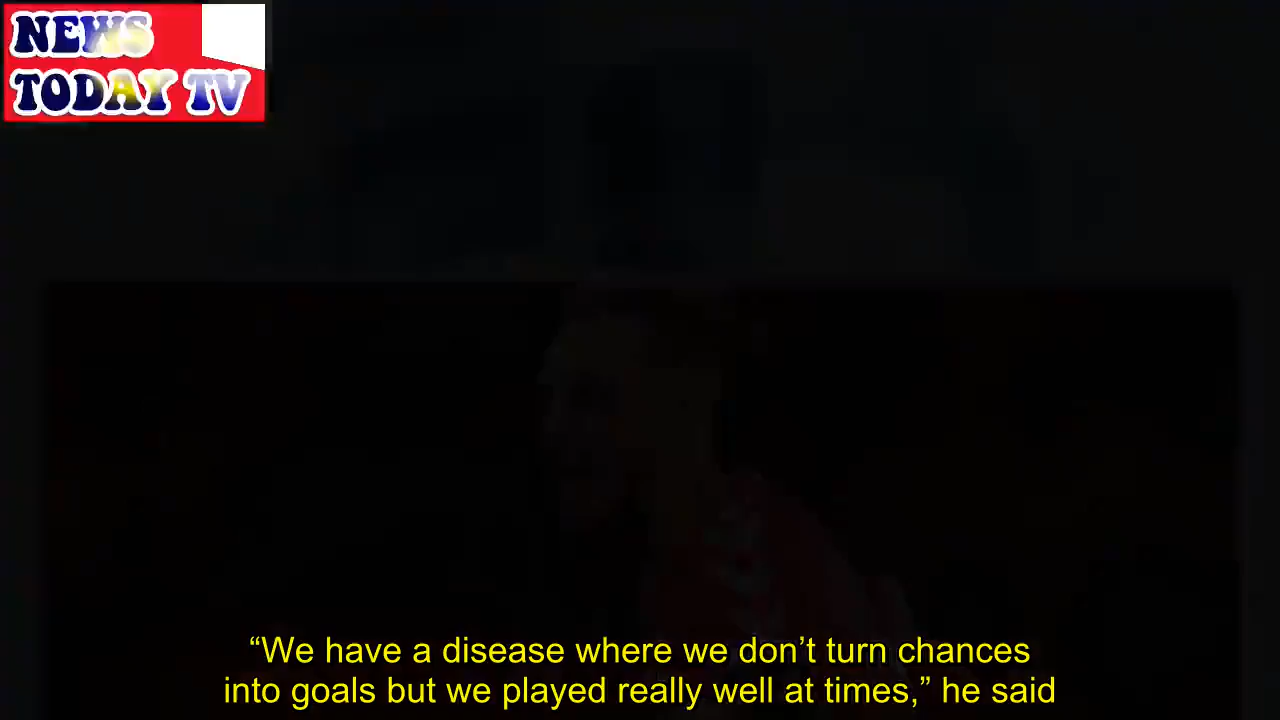 NEWS
TODAY TV
“We have a disease where we don’t turn chances
into goals but we played really well at times,” he said